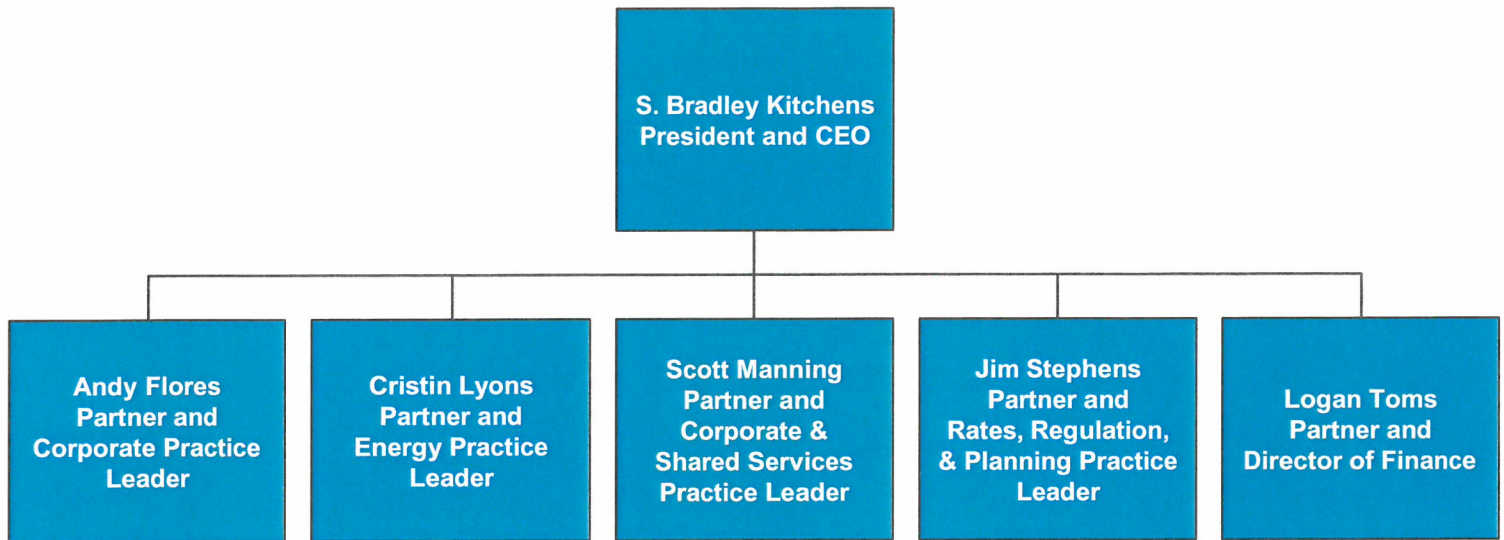 S. Bradley Kitchens
President and CEO
Andy Flores
Partner and
Corporate Practice
Leader
Cristin Lyons
Partner and
Energy Practice
Leader
Scott Manning
Partner and
Corporate &
Shared Services
Practice Leader
Jim Stephens
Partner and
Rates, Regulation,
& Planning Practice
Leader
Logan Toms
Partner and
Director of Finance